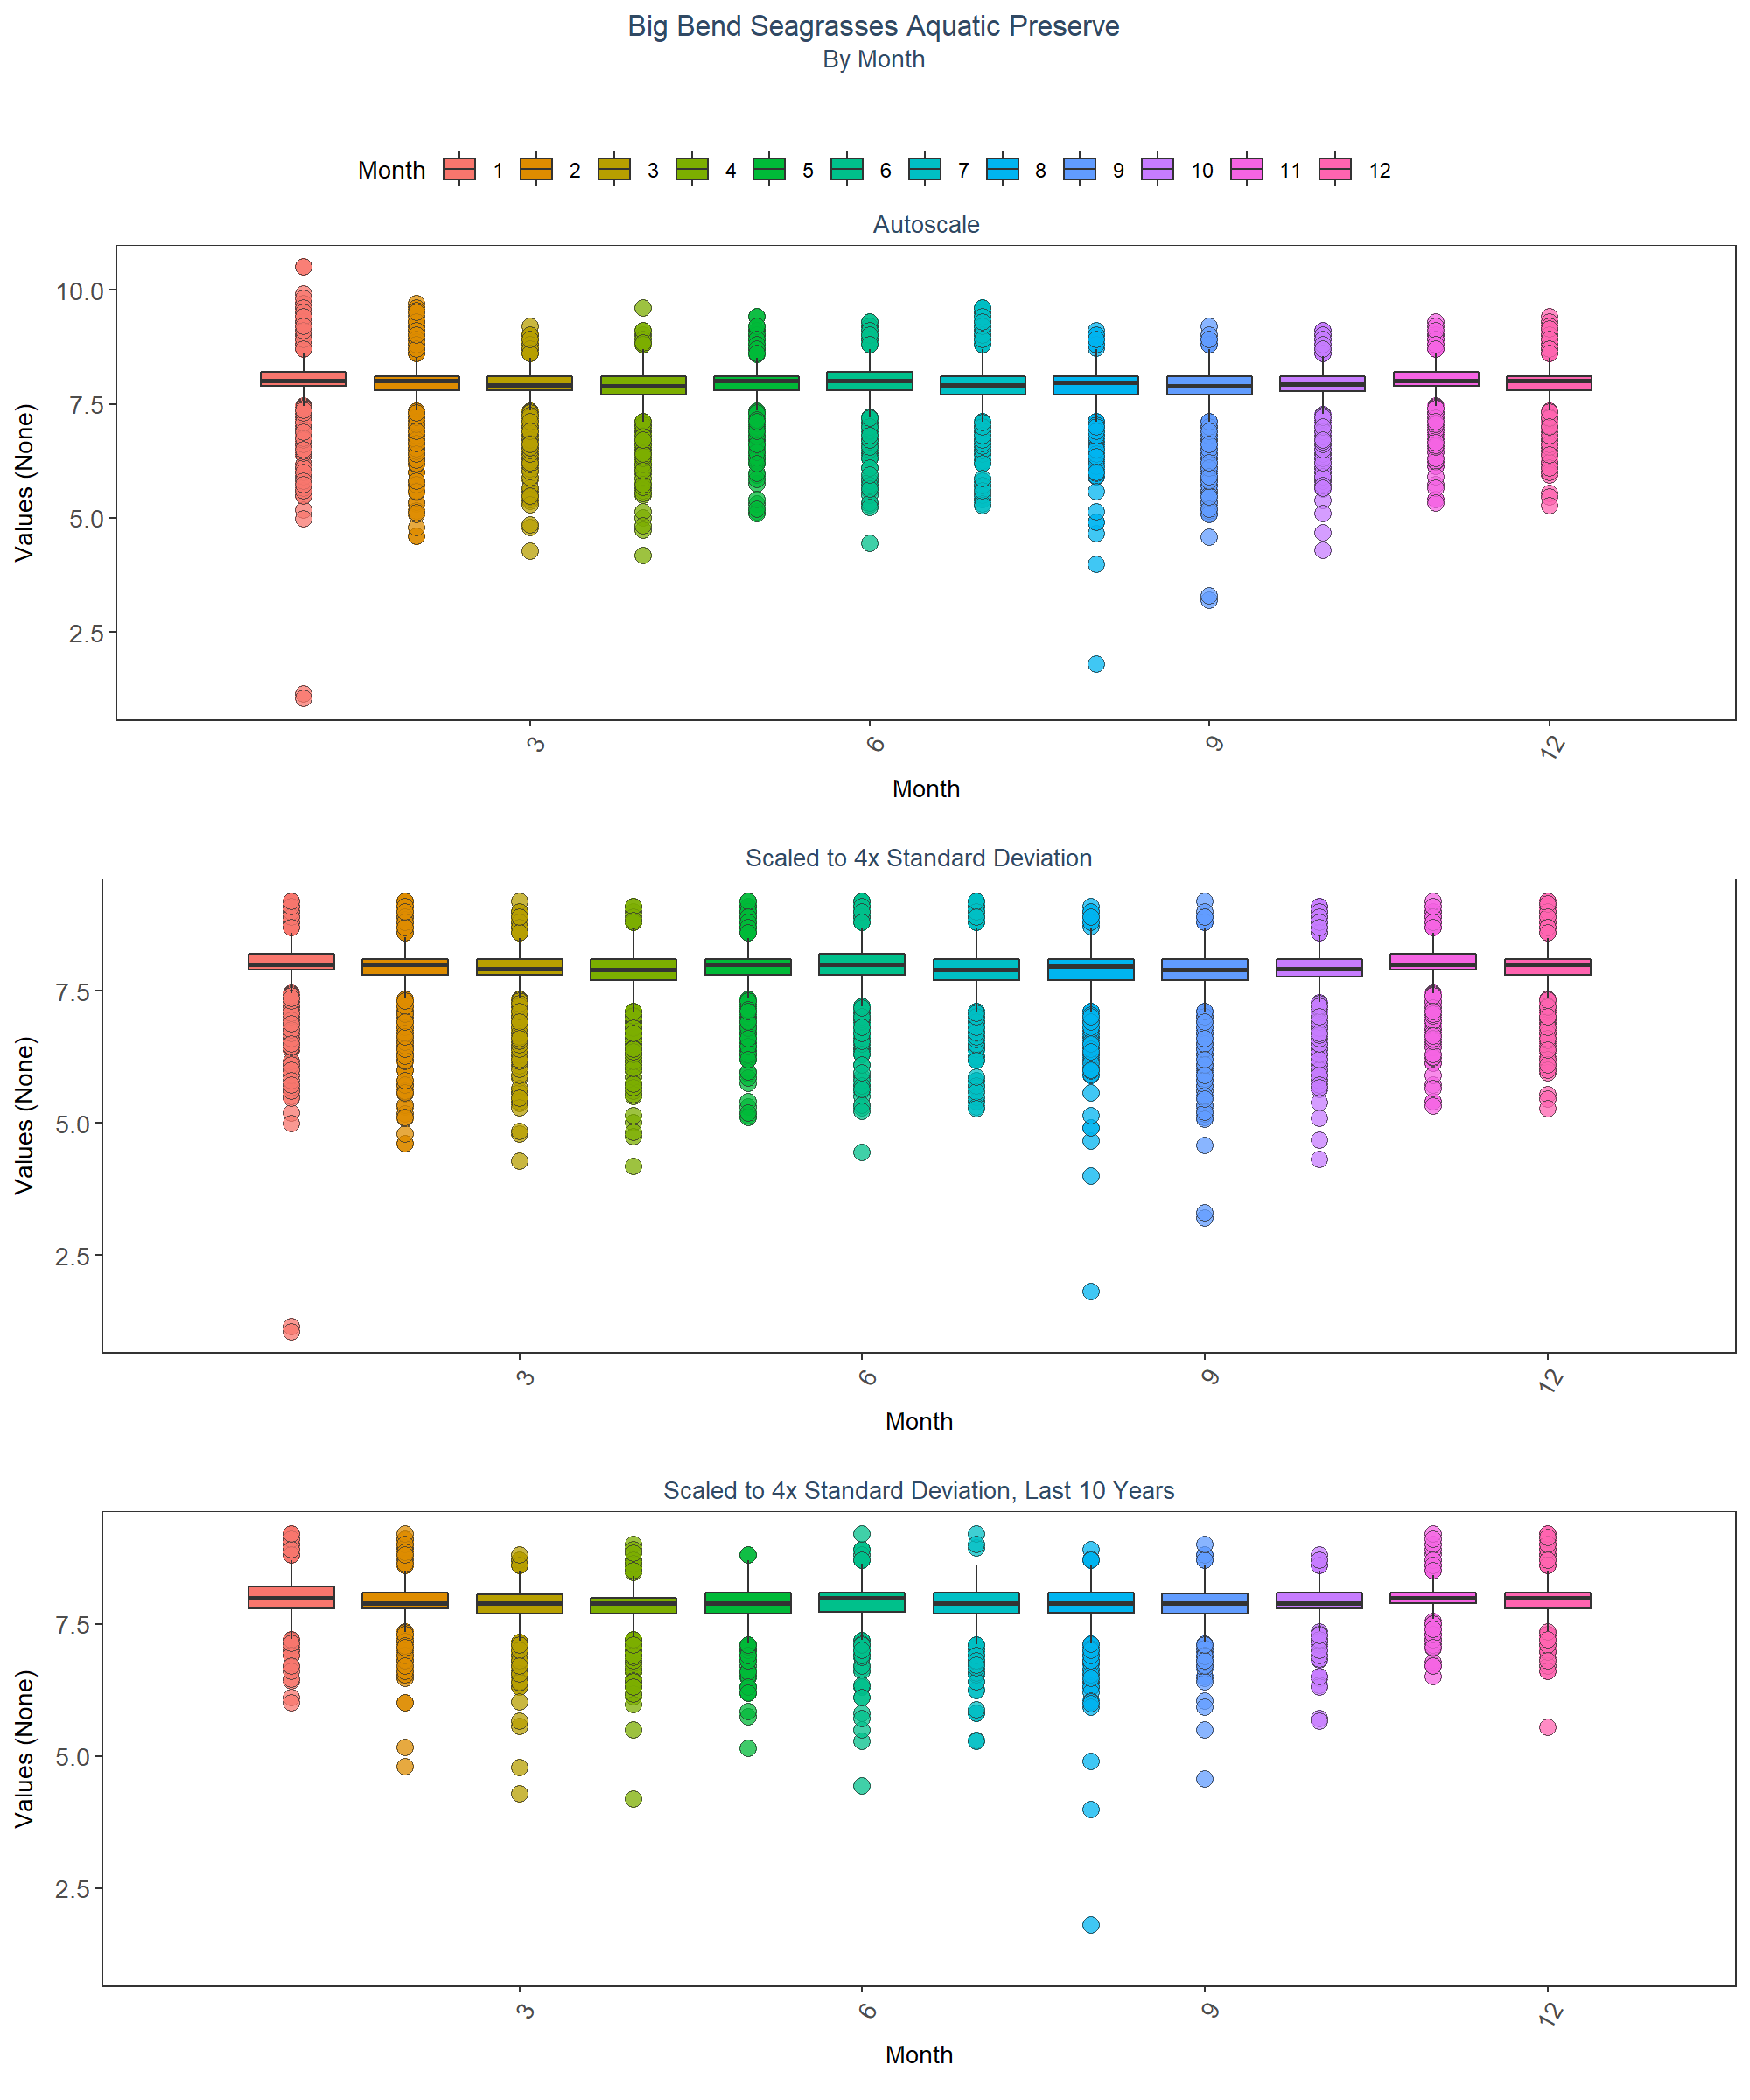 Big Bend Seagrasses Aquatic Preserve
By Month
Month 1 2 3 4 5 6 7 8 9 10 11 12
Autoscale
10.0
7.5
5.0
2.5
Values (None)
3 6 9 12
Month
Scaled to 4x Standard Deviation
7.5
5.0
2.5
Values (None)
3 6 9 12
Month
Scaled to 4x Standard Deviation, Last 10 Years
7.5
5.0
2.5
Values (None)
3 6 9 12
Month